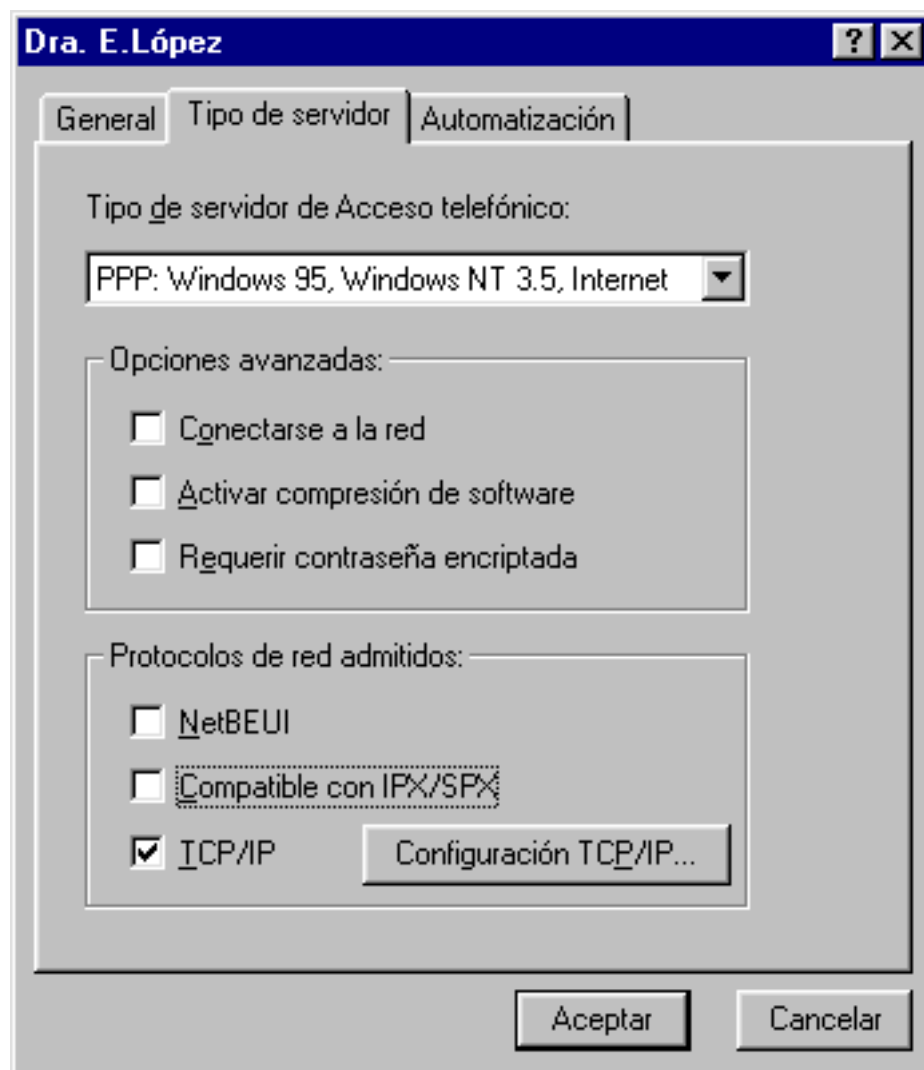 Dra. E.López
General Tipo de servidor Automatización
Tipo de servidor de Acceso telefónico:
PPP: Windows 95, Windows NT 3.5, Internet
Opciones avanzadas:
Conectarse a la red
Activar compresión de software
Requerir contraseña encriptada
Protocolos de red admitidos:
NetBEUI
Compatible con IPX/SPX
TCP/IP Configuración TCP/IP...
Aceptar Cancelar